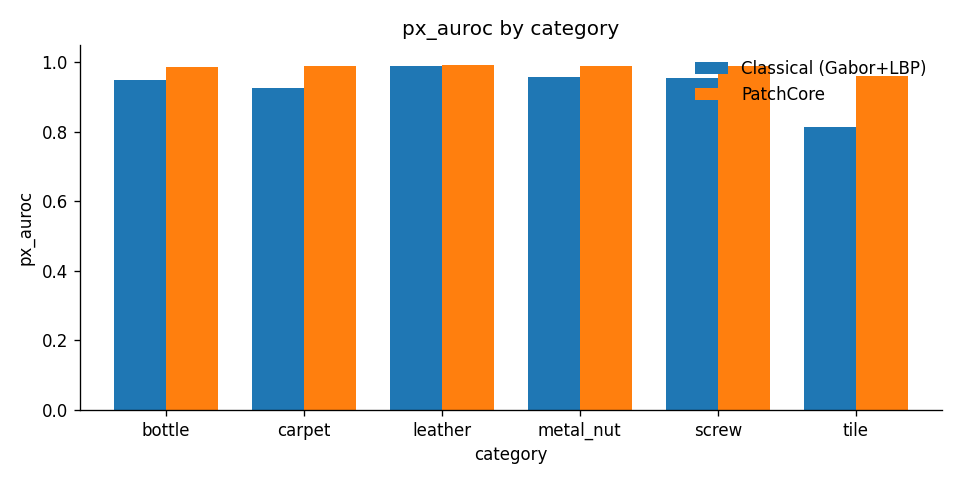 px_auroc by category
Classical (Gabor+LBP)
PatchCore
px_auroc
1.0
0.8
0.6
0.4
0.2
0.0
bottle carpet leather metal_nut screw tile
category